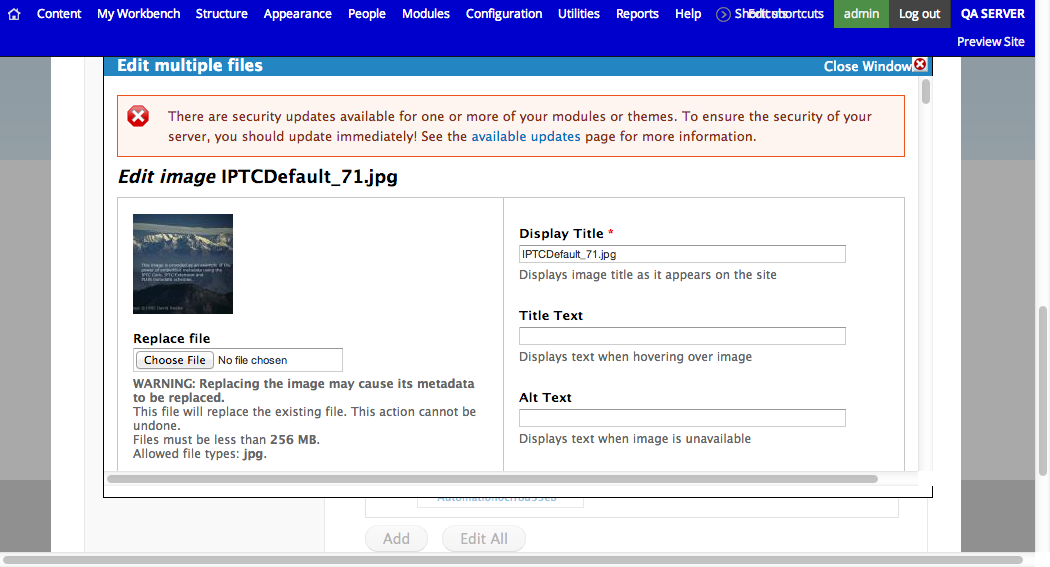 Content My Workbench Structure Appearance People Modules Configuration Utilities Reports Help Edit shortcuts admin Log out QA SERVER
Preview Site
Edit multiple files Close Window
There are security updates available for one or more of your modules or themes. To ensure the security of your
server, you should update immediately! See the available updates page for more information.
Edit image IPTCDefault_71.jpg
Display Title *
IPTCDefault_71.jpg
Displays image title as it appears on the site
Title Text
Displays text when hovering over image
Alt Text
Displays text when image is unavailable
This image is provided as an example of the
power of embedded metadata using the
IPTC Core, IPTC Extension and
PLUS metadata schemas.
Replace file
Choose File No file chosen
WARNING: Replacing the image may cause its metadata
to be replaced.
This file will replace the existing file. This action cannot be
undone.
Files must be less than 256 MB.
Allowed file types: jpg.
Add Edit All